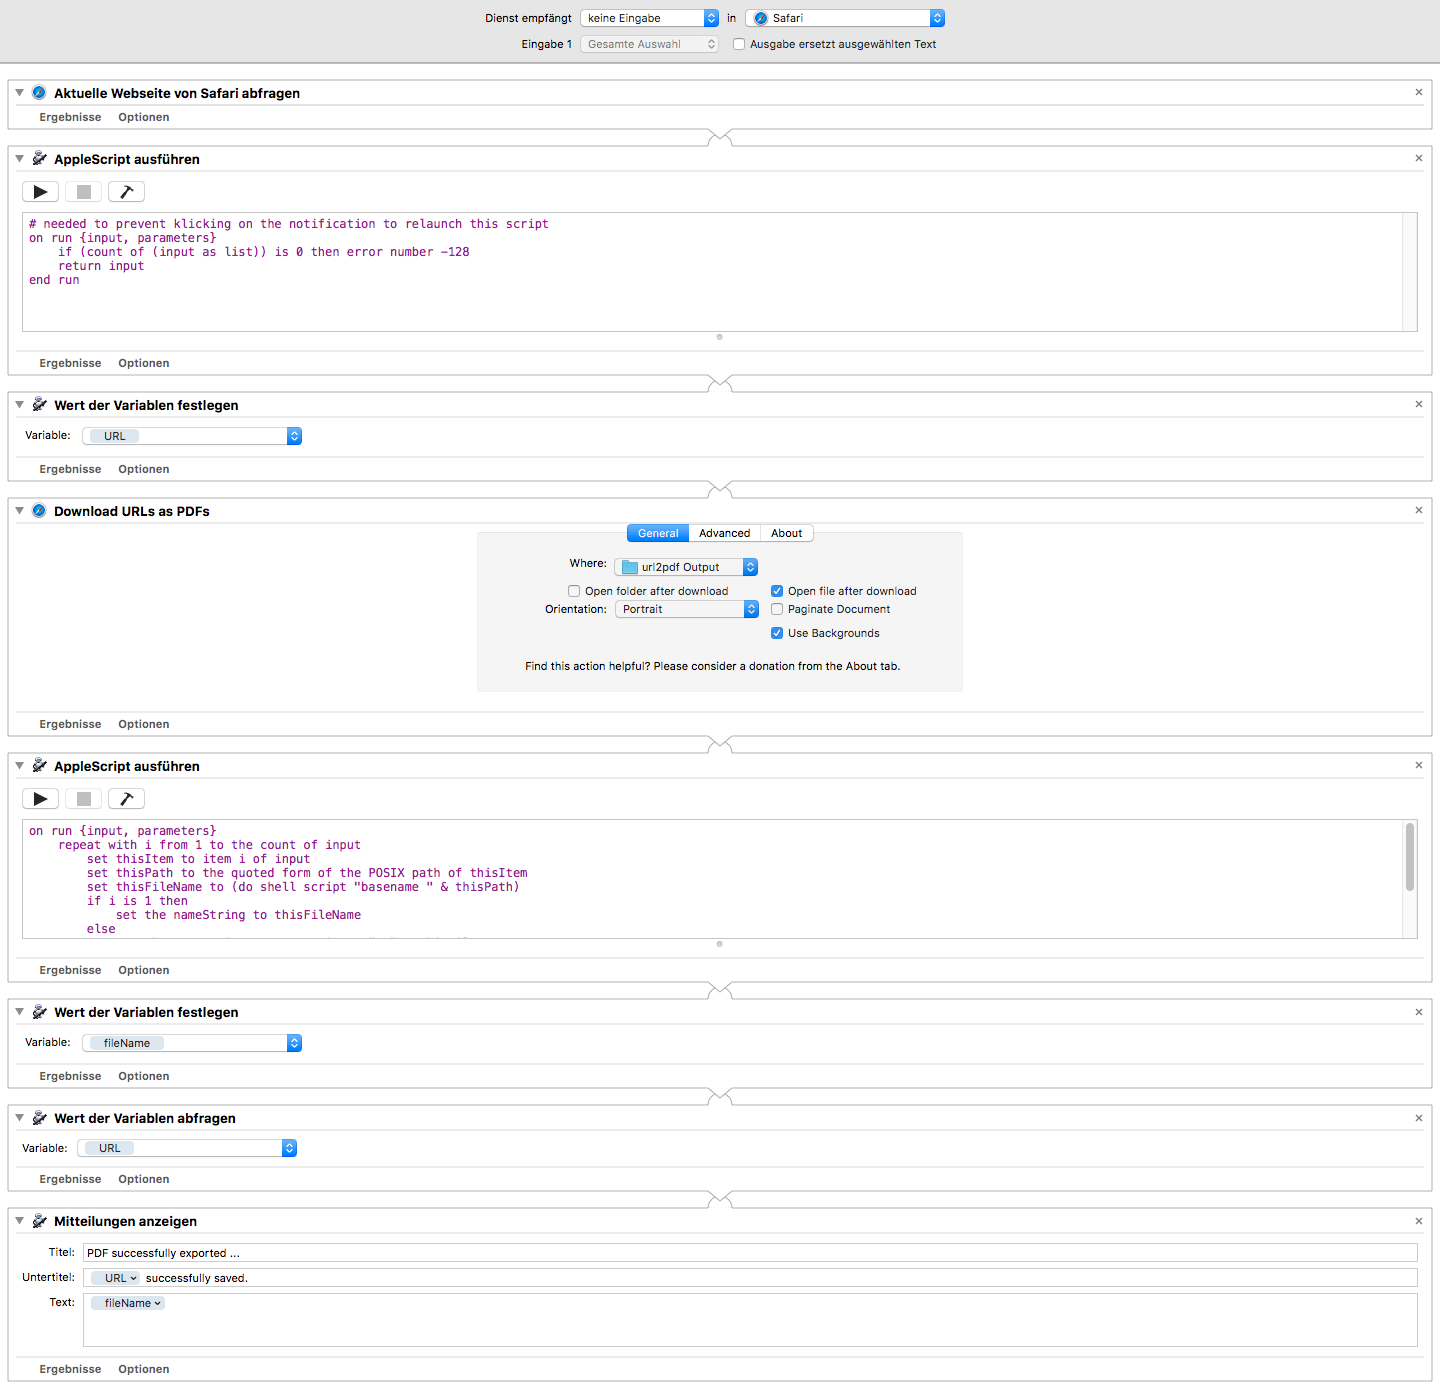 Dienst empfängt keine Eingabe in Safari
Eingabe 1 Gesamte Auswahl Ausgabe ersetzt ausgewählten Text
Aktuelle Webseite von Safari abfragen
Ergebnisse Optionen
AppleScript ausführen
# needed to prevent klicking on the notification to relaunch this script
on run {input, parameters}
    if (count of (input as list)) is 0 then error number -128
    return input
end run
Ergebnisse Optionen
Wert der Variablen festlegen
Variable: URL
Ergebnisse Optionen
Download URLs as PDFs
General Advanced About
Where: url2pdf Output
Open folder after download Open file after download
Orientation: Portrait Paginate Document
Use Backgrounds
Find this action helpful? Please consider a donation from the About tab.
Ergebnisse Optionen
AppleScript ausführen
on run {input, parameters}
    repeat with i from 1 to the count of input
        set thisItem to item i of input
        set thisPath to the quoted form of the POSIX path of thisItem
        set thisFileName to (do shell script "basename " & thisPath)
        if i is 1 then
            set the nameString to thisFileName
        else
Ergebnisse Optionen
Wert der Variablen festlegen
Variable: fileName
Ergebnisse Optionen
Wert der Variablen abfragen
Variable: URL
Ergebnisse Optionen
Mitteilungen anzeigen
Titel: PDF successfully exported ...
Untertitel: URL successfully saved.
Text: fileName
Ergebnisse Optionen